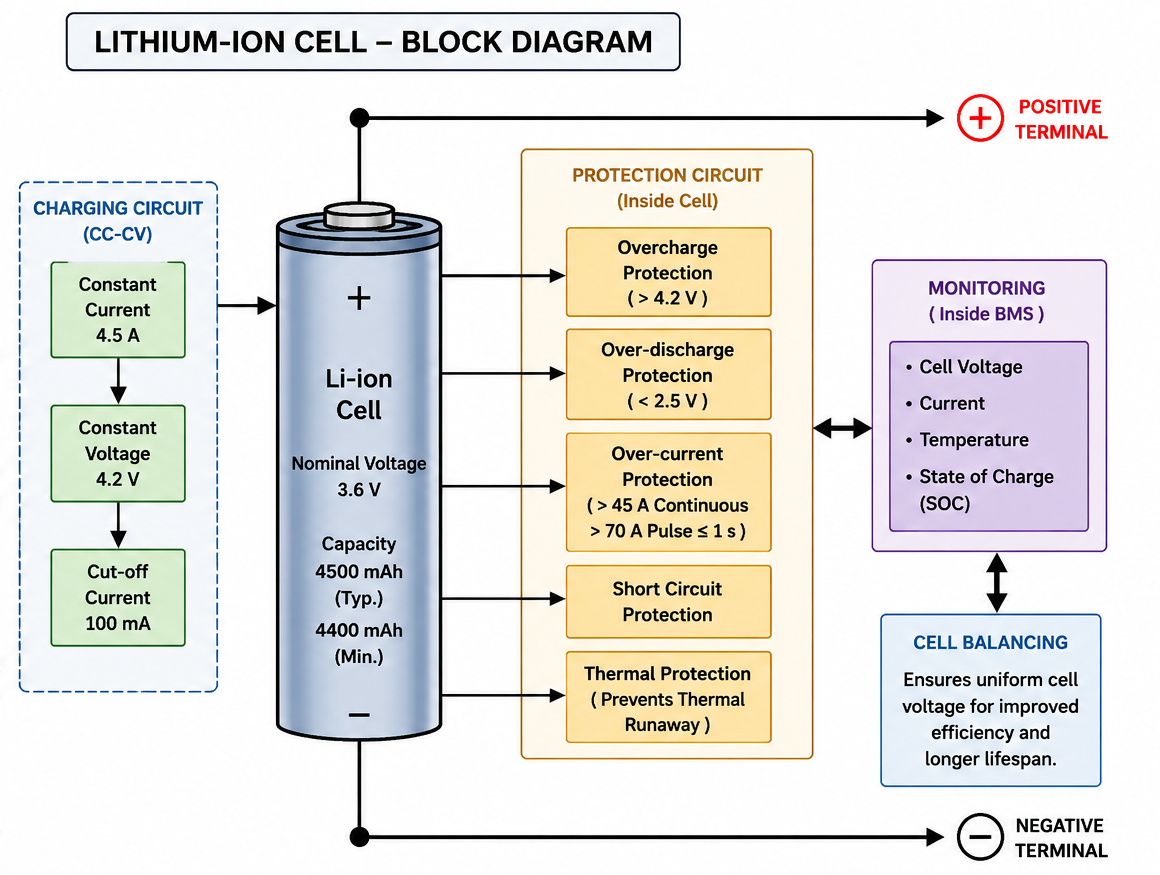 LITHIUM-ION CELL – BLOCK DIAGRAM
+
POSITIVE
TERMINAL
CHARGING CIRCUIT
(CC-CV)
Constant
Current
4.5 A
Constant
Voltage
4.2 V
Cut-off
Current
100 mA
+
Li-ion
Cell
Nominal Voltage
3.6 V
Capacity
4500 mAh
(Typ.)
4400 mAh
(Min.)
–
PROTECTION CIRCUIT
(Inside Cell)
Overcharge
Protection
( > 4.2 V )
Over-discharge
Protection
( < 2.5 V )
Over-current
Protection
( > 45 A Continuous
> 70 A Pulse ≤ 1 s )
Short Circuit
Protection
Thermal Protection
( Prevents Thermal
Runaway )
MONITORING
( Inside BMS )
• Cell Voltage
• Current
• Temperature
• State of Charge
(SOC)
CELL BALANCING
Ensures uniform cell
voltage for improved
efficiency and
longer lifespan.
–
NEGATIVE
TERMINAL